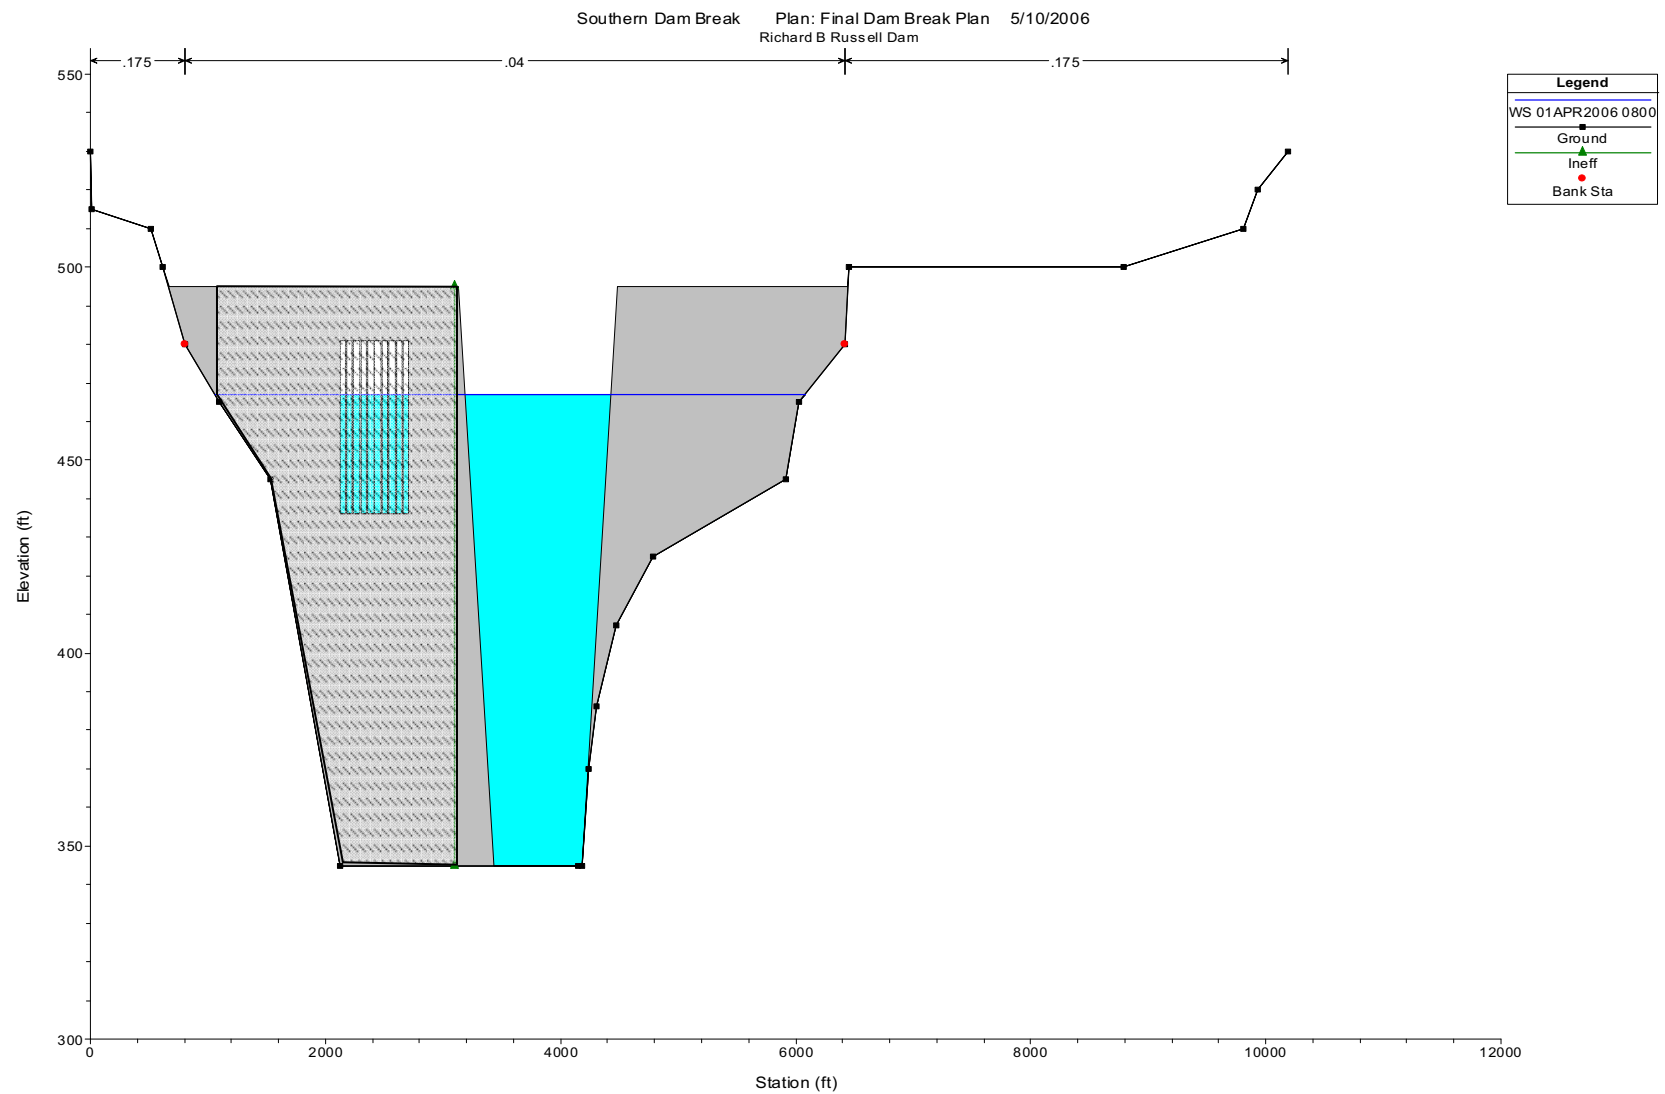 Southern Dam Break Plan: Final Dam Break Plan 5/10/2006
Richard B Russell Dam
.175 .04 .175
Legend
WS 01APR2006 0800
Ground
Ineff
Bank Sta
550
500
450
400
350
300
Elevation (ft)
0 2000 4000 6000 8000 10000 12000
Station (ft)